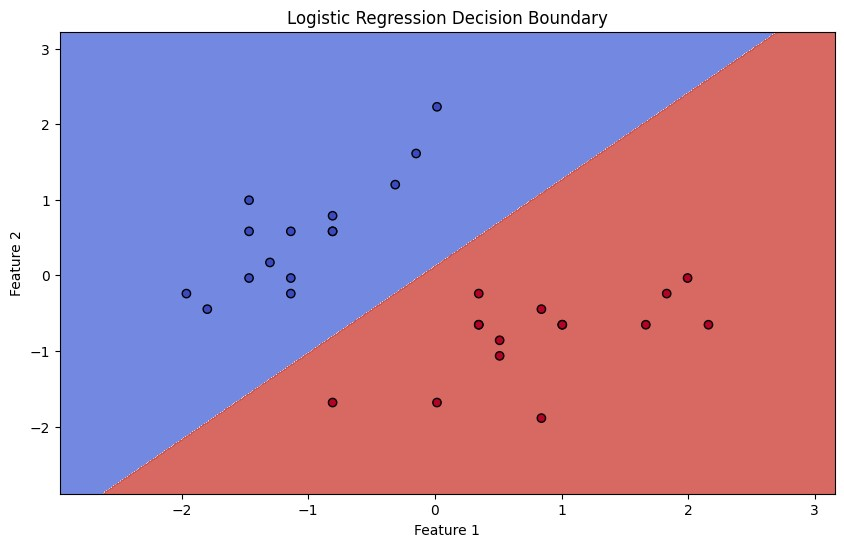 Logistic Regression Decision Boundary
3
2
1
0
−1
−2
Feature 2
−2 −1 0 1 2 3
Feature 1